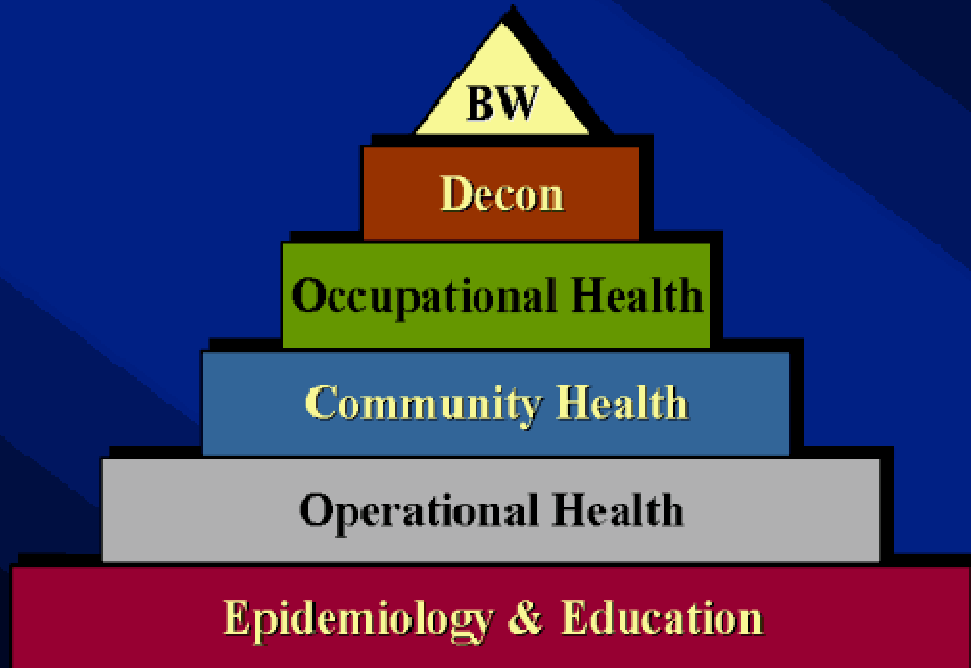 BW
Decon
Occupational Health
Community Health
Operational Health
Epidemiology & Education